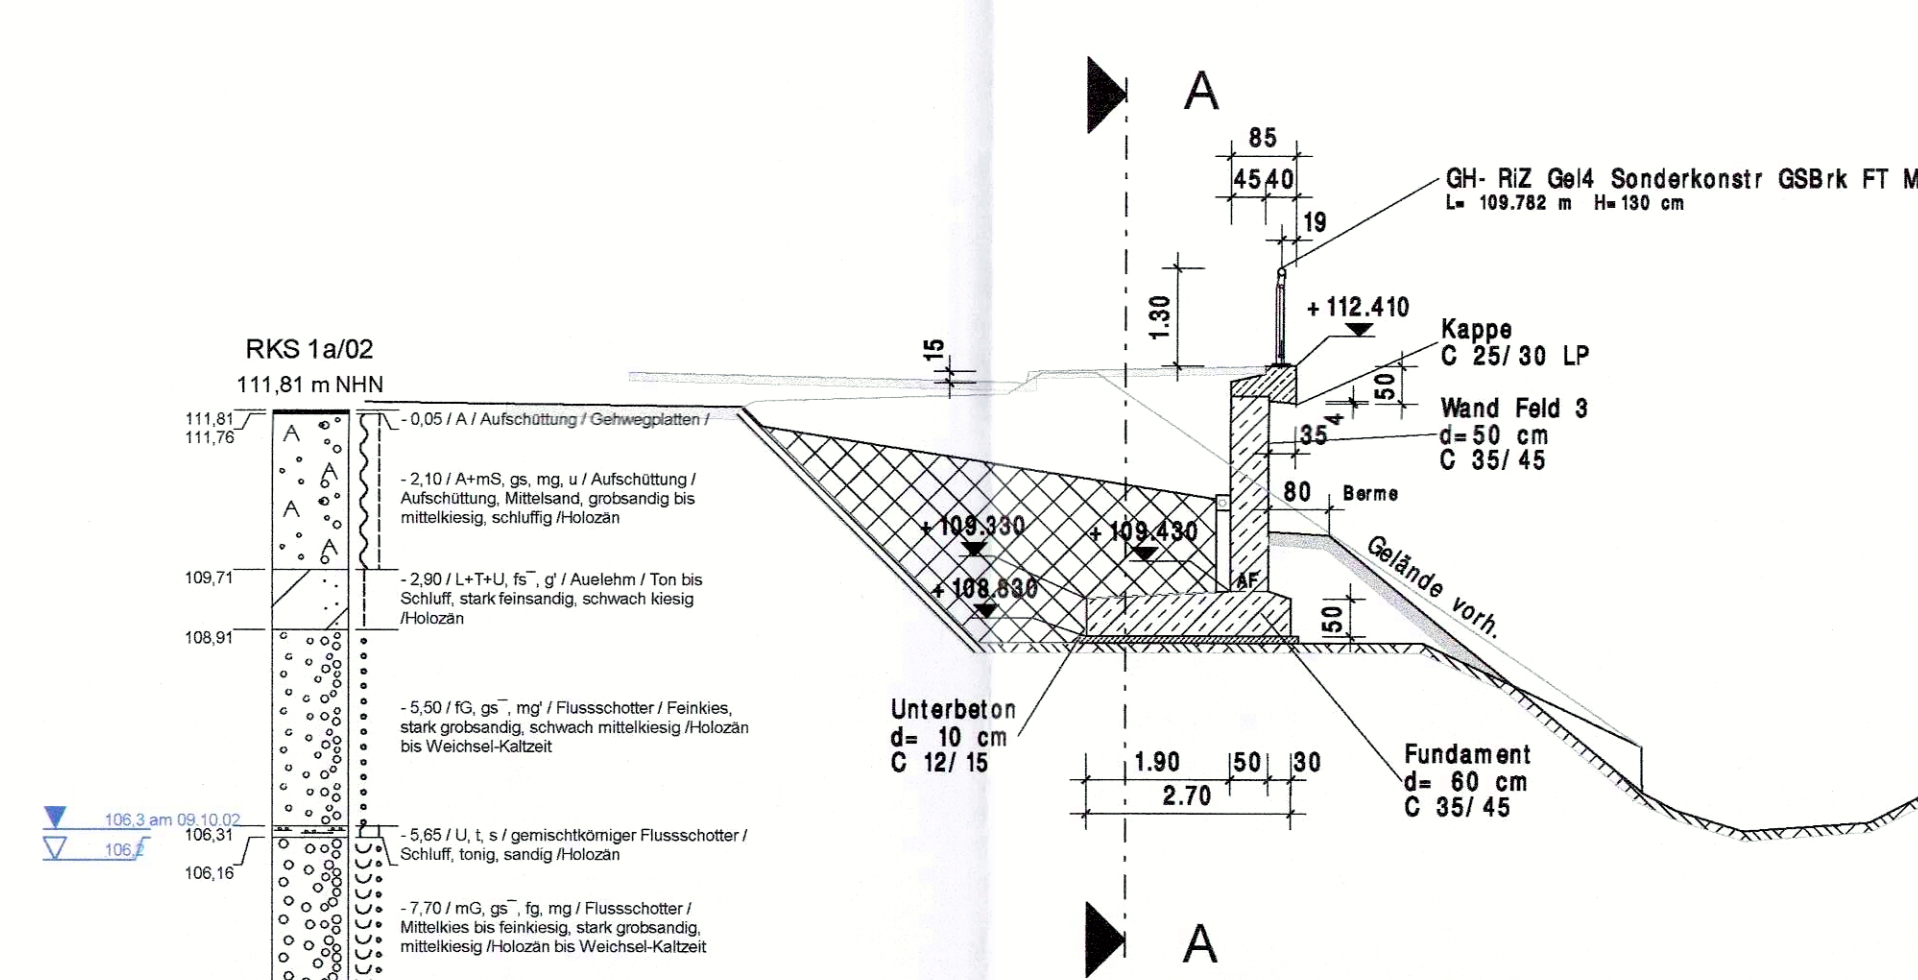 RKS 1a/02
111,81 m NHN
111,81
111,76
- 0,05 / A / Aufschüttung / Gehwegplatten /
A
A
A
A
- 2,10 / A+mS, gs, mg, u / Aufschüttung /
Aufschüttung, Mittelsand, grobsandig bis
mittelkiesig, schluffig /Holozän
109,71
- 2,90 / L+T+U, fs¯, g' / Auelehm / Ton bis
Schluff, stark feinsandig, schwach kiesig
/Holozän
108,91
- 5,50 / fG, gs¯, mg' / Flussschotter / Feinkies,
stark grobsandig, schwach mittelkiesig /Holozän
bis Weichsel-Kaltzeit
106,3 am 09.10.02
106,31
106,2
106,16
- 5,65 / U, t, s / gemischtkörniger Flussschotter /
Schluff, tonig, sandig /Holozän
- 7,70 / mG, gs¯, fg, mg / Flussschotter /
Mittelkies bis feinkiesig, stark grobsandig,
mittelkiesig /Holozän bis Weichsel-Kaltzeit
A
85
45 40
19
GH- RiZ Gel4 Sonderkonstr GSBrk FT M
L= 109.782 m H= 130 cm
1.30
+ 112.410
15
Kappe
C 25/ 30 LP
50
4
Wand Feld 3
d= 50 cm
C 35/ 45
35
80 Berme
+ 109.330
+ 109.430
+ 108.830
AF
50
Gelände vorh.
Unterbeton
d= 10 cm
C 12/ 15
1.90 50 30
2.70
Fundament
d= 60 cm
C 35/ 45
A